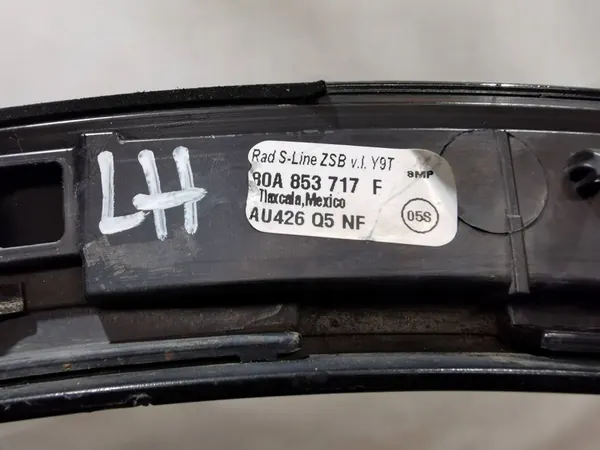 LH
Rad S-Line ZSB v.l. Y9T
80A 853 717 F
Tlaxcala,Mexico
AU426 Q5 NF
05S
8MP